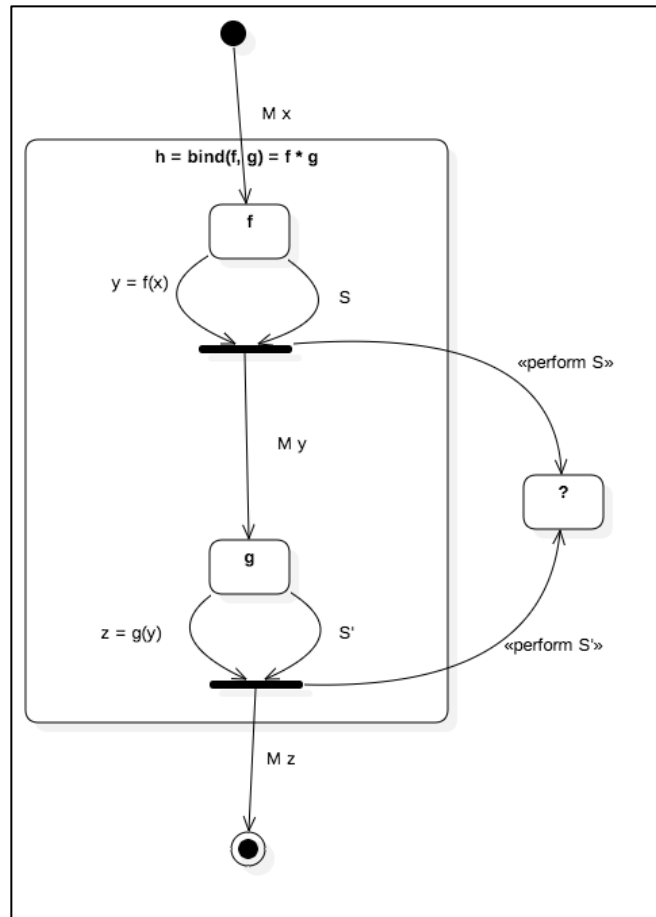 M x
h = bind(f, g) = f * g
f
y = f(x)
S
«perform S»
M y
?
g
z = g(y)
S'
«perform S'»
M z